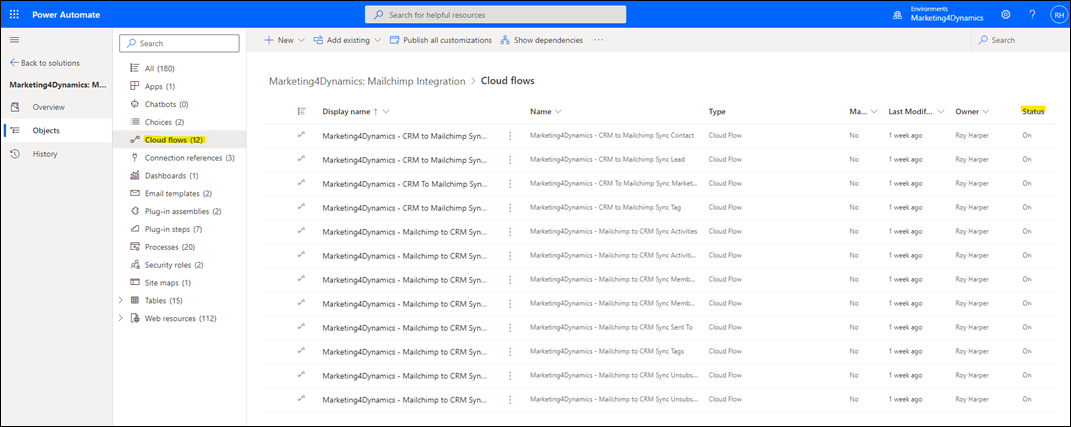 Power Automate
Search for helpful resources
Environments
Marketing4Dynamics
?
RH
Back to solutions
Marketing4Dynamics: M...
Overview
Objects
History
Search
All (180)
Apps (1)
Chatbots (0)
Choices (2)
Cloud flows (12)
Connection references (3)
Dashboards (1)
Email templates (2)
Plug-in assemblies (2)
Plug-in steps (7)
Processes (20)
Security roles (2)
Site maps (1)
Tables (15)
Web resources (112)
New
Add existing
Publish all customizations
Show dependencies
Search
Marketing4Dynamics: Mailchimp Integration > Cloud flows
Display name Name Type Ma... Last Modif... Owner Status
Marketing4Dynamics - CRM to Mailchimp Syn... Marketing4Dynamics - CRM to Mailchimp Sync Contact Cloud Flow No 1 week ago Roy Harper On
Marketing4Dynamics - CRM to Mailchimp Syn... Marketing4Dynamics - CRM to Mailchimp Sync Lead Cloud Flow No 1 week ago Roy Harper On
Marketing4Dynamics - CRM To Mailchimp Syn... Marketing4Dynamics - CRM To Mailchimp Sync Market... Cloud Flow No 1 week ago Roy Harper On
Marketing4Dynamics - CRM to Mailchimp Syn... Marketing4Dynamics - CRM to Mailchimp Sync Tag Cloud Flow No 1 week ago Roy Harper On
Marketing4Dynamics - Mailchimp to CRM Syn... Marketing4Dynamics - Mailchimp to CRM Sync Activities Cloud Flow No 1 week ago Roy Harper On
Marketing4Dynamics - Mailchimp to CRM Syn... Marketing4Dynamics - Mailchimp to CRM Sync Activiti... Cloud Flow No 1 week ago Roy Harper On
Marketing4Dynamics - Mailchimp to CRM Syn... Marketing4Dynamics - Mailchimp to CRM Sync Memb... Cloud Flow No 1 week ago Roy Harper On
Marketing4Dynamics - Mailchimp to CRM Syn... Marketing4Dynamics - Mailchimp to CRM Sync Memb... Cloud Flow No 1 week ago Roy Harper On
Marketing4Dynamics - Mailchimp to CRM Syn... Marketing4Dynamics - Mailchimp to CRM Sync Sent To Cloud Flow No 1 week ago Roy Harper On
Marketing4Dynamics - Mailchimp to CRM Syn... Marketing4Dynamics - Mailchimp to CRM Sync Tags Cloud Flow No 1 week ago Roy Harper On
Marketing4Dynamics - Mailchimp to CRM Syn... Marketing4Dynamics - Mailchimp to CRM Sync Unsubs... Cloud Flow No 1 week ago Roy Harper On
Marketing4Dynamics - Mailchimp to CRM Syn... Marketing4Dynamics - Mailchimp to CRM Sync Unsubs... Cloud Flow No 1 week ago Roy Harper On